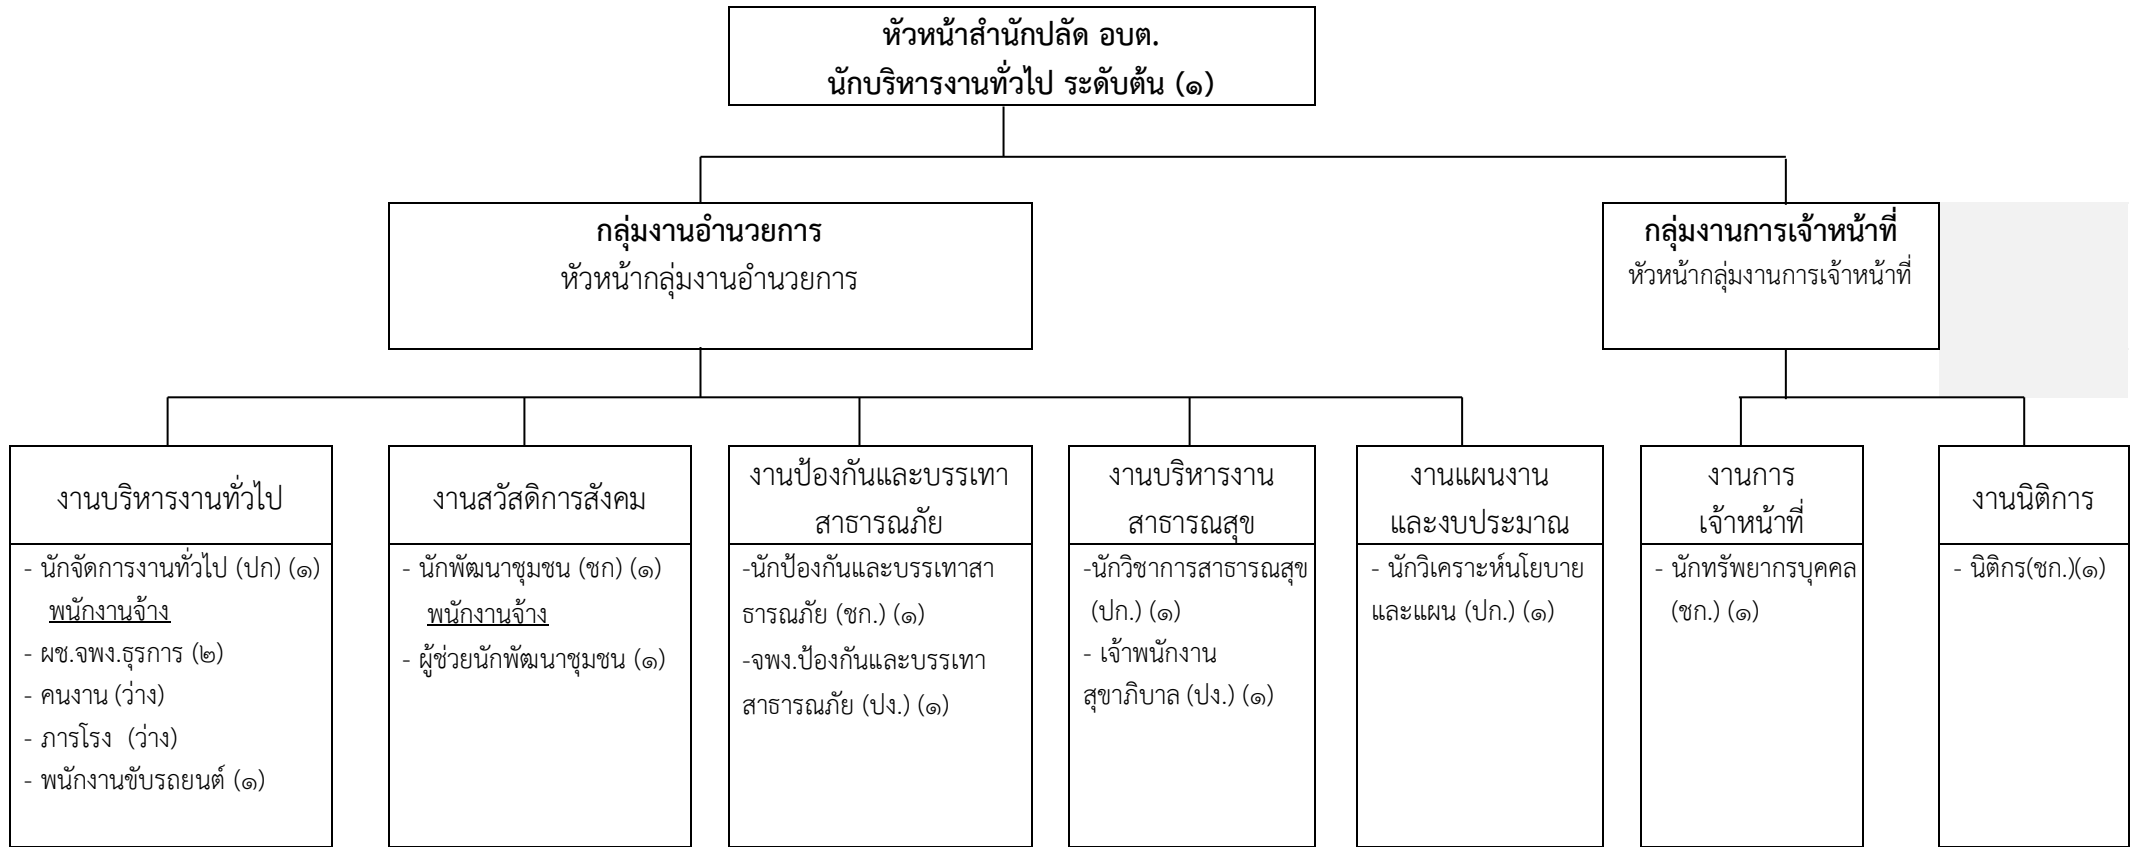 หัวหน้าสำนักปลัด อบต.
นักบริหารงานทั่วไป ระดับต้น (๑)
กลุ่มงานอำนวยการ
หัวหน้ากลุ่มงานอำนวยการ
กลุ่มงานการเจ้าหน้าที่
หัวหน้ากลุ่มงานการเจ้าหน้าที่
งานบริหารงานทั่วไป
- นักจัดการงานทั่วไป (ปก) (๑)
พนักงานจ้าง
- ผช.จพง.ธุรการ (๒)
- คนงาน (ว่าง)
- ภารโรง (ว่าง)
- พนักงานขับรถยนต์ (๑)
งานสวัสดิการสังคม
- นักพัฒนาชุมชน (ชก) (๑)
พนักงานจ้าง
- ผู้ช่วยนักพัฒนาชุมชน (๑)
งานป้องกันและบรรเทา
สาธารณภัย
-นักป้องกันและบรรเทาสา
ธารณภัย (ชก.) (๑)
-จพง.ป้องกันและบรรเทา
สาธารณภัย (ปง.) (๑)
งานบริหารงาน
สาธารณสุข
-นักวิชาการสาธารณสุข
(ปก.) (๑)
- เจ้าพนักงาน
สุขาภิบาล (ปง.) (๑)
งานแผนงาน
และงบประมาณ
- นักวิเคราะห์นโยบาย
และแผน (ปก.) (๑)
งานการ
เจ้าหน้าที่
- นักทรัพยากรบุคคล
(ชก.) (๑)
งานนิติการ
- นิติกร(ชก.)(๑)